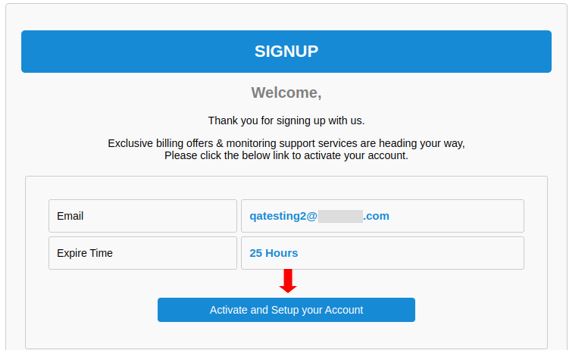 SIGNUP
Welcome,
Thank you for signing up with us.
Exclusive billing offers & monitoring support services are heading your way,
Please click the below link to activate your account.
Email
qatesting2@ .com
Expire Time
25 Hours
Activate and Setup your Account